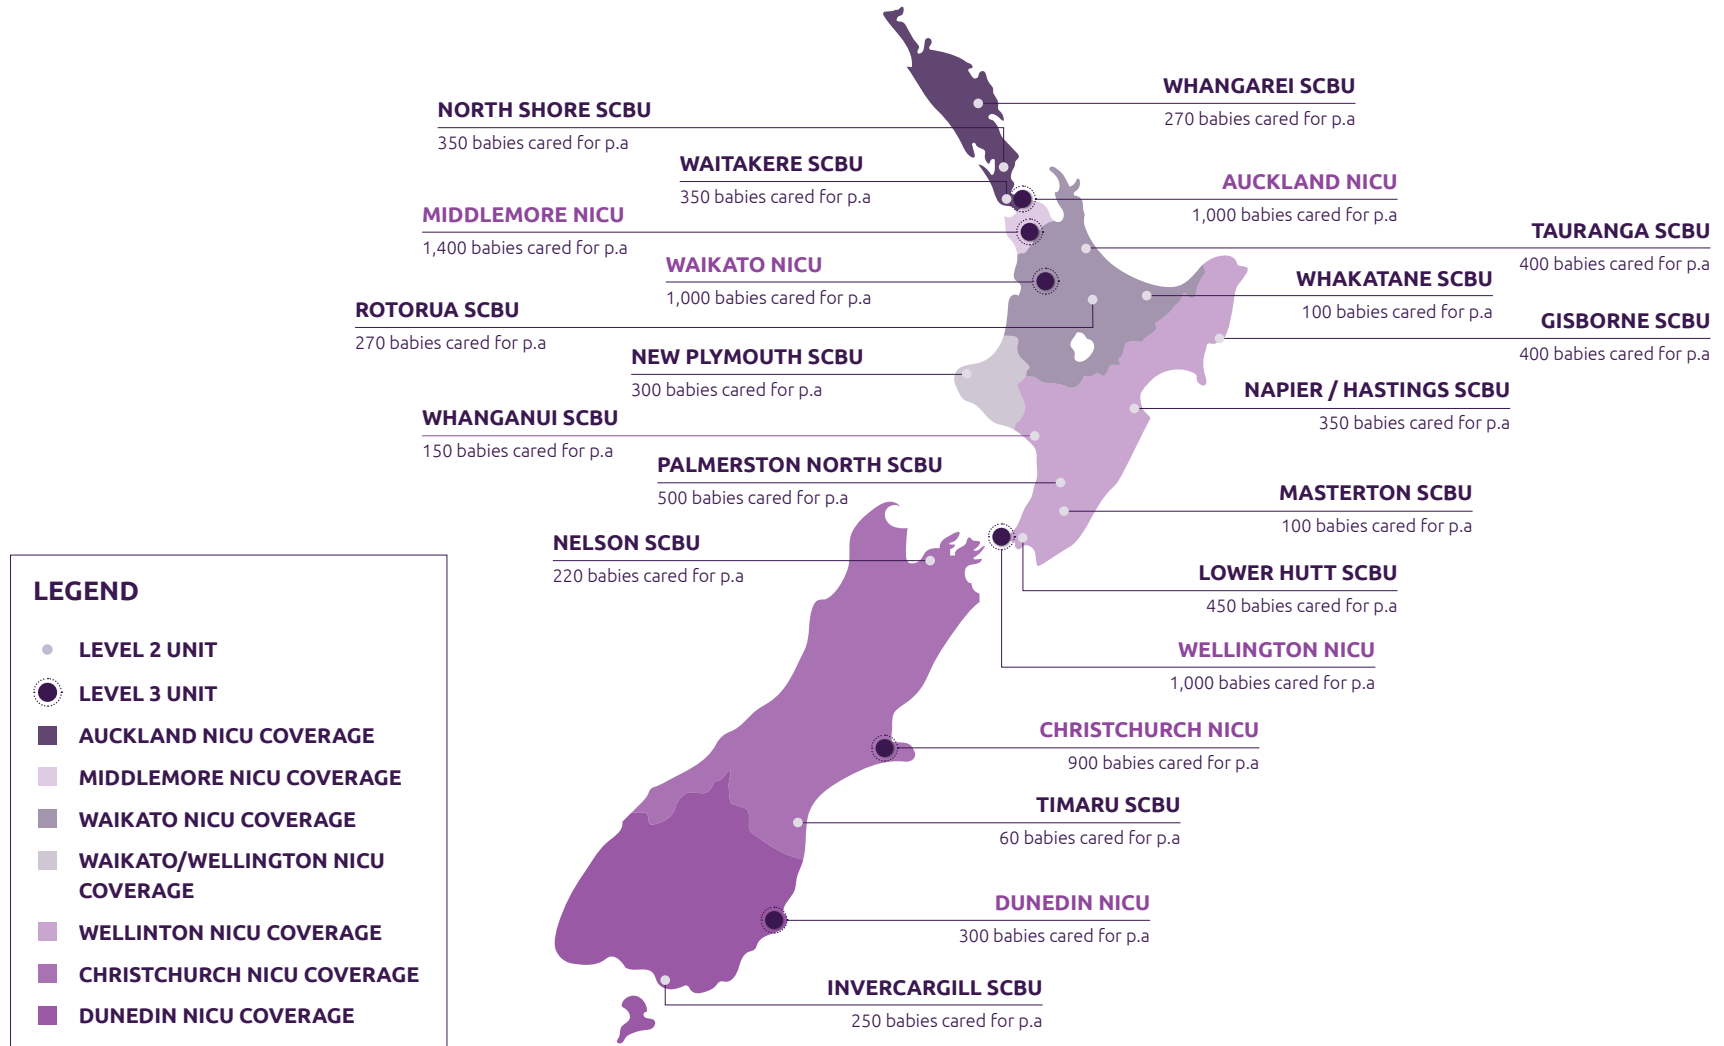 WHANGAREI SCBU
270 babies cared for p.a
NORTH SHORE SCBU
350 babies cared for p.a
WAITAKERE SCBU
350 babies cared for p.a
AUCKLAND NICU
1,000 babies cared for p.a
MIDDLEMORE NICU
1,400 babies cared for p.a
TAURANGA SCBU
400 babies cared for p.a
WAIKATO NICU
1,000 babies cared for p.a
WHAKATANE SCBU
100 babies cared for p.a
ROTORUA SCBU
270 babies cared for p.a
GISBORNE SCBU
400 babies cared for p.a
NEW PLYMOUTH SCBU
300 babies cared for p.a
NAPIER / HASTINGS SCBU
350 babies cared for p.a
WHANGANUI SCBU
150 babies cared for p.a
PALMERSTON NORTH SCBU
500 babies cared for p.a
MASTERTON SCBU
100 babies cared for p.a
NELSON SCBU
220 babies cared for p.a
LOWER HUTT SCBU
450 babies cared for p.a
WELLINGTON NICU
1,000 babies cared for p.a
CHRISTCHURCH NICU
900 babies cared for p.a
TIMARU SCBU
60 babies cared for p.a
DUNEDIN NICU
300 babies cared for p.a
INVERCARGILL SCBU
250 babies cared for p.a
LEGEND
LEVEL 2 UNIT
LEVEL 3 UNIT
AUCKLAND NICU COVERAGE
MIDDLEMORE NICU COVERAGE
WAIKATO NICU COVERAGE
WAIKATO/WELLINGTON NICU
COVERAGE
WELLINTON NICU COVERAGE
CHRISTCHURCH NICU COVERAGE
DUNEDIN NICU COVERAGE